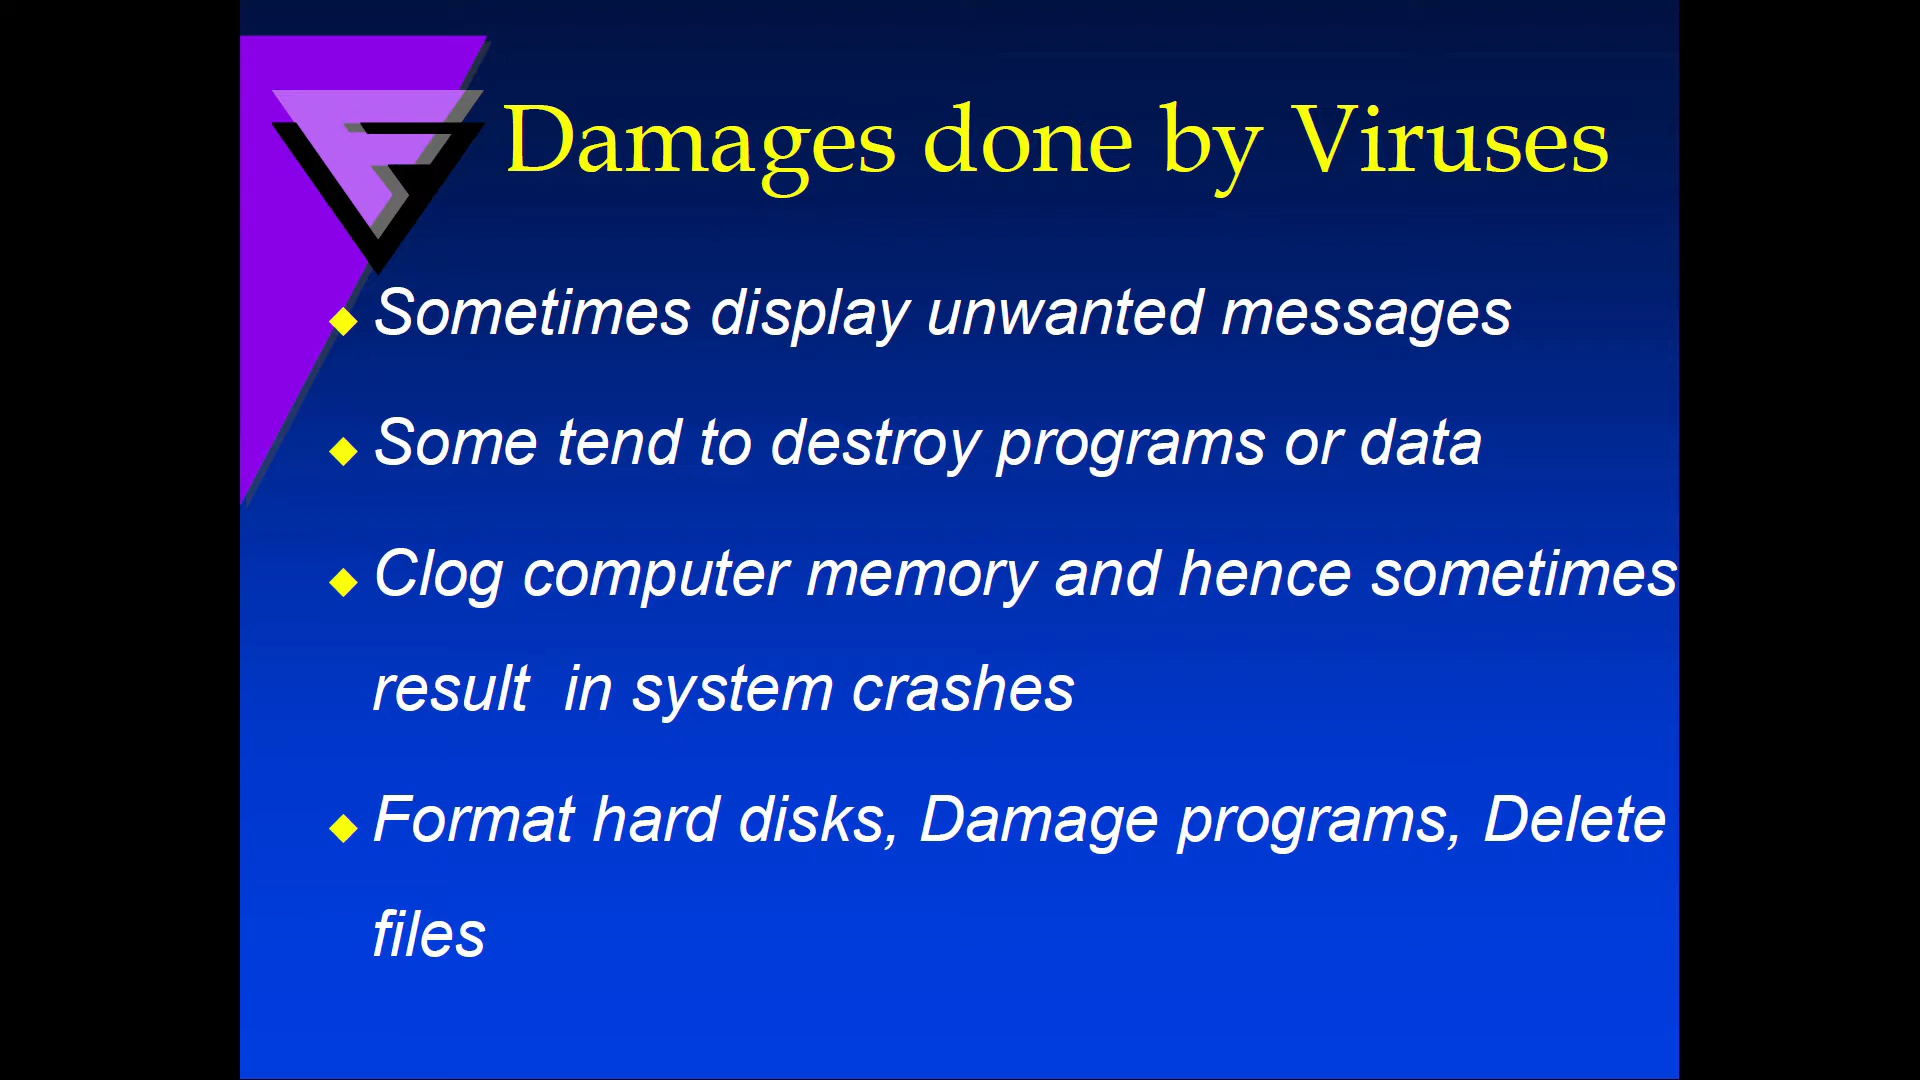 Damages done by Viruses
Sometimes display unwanted messages
Some tend to destroy programs or data
Clog computer memory and hence sometimes
result  in system crashes
Format hard disks, Damage programs, Delete
files